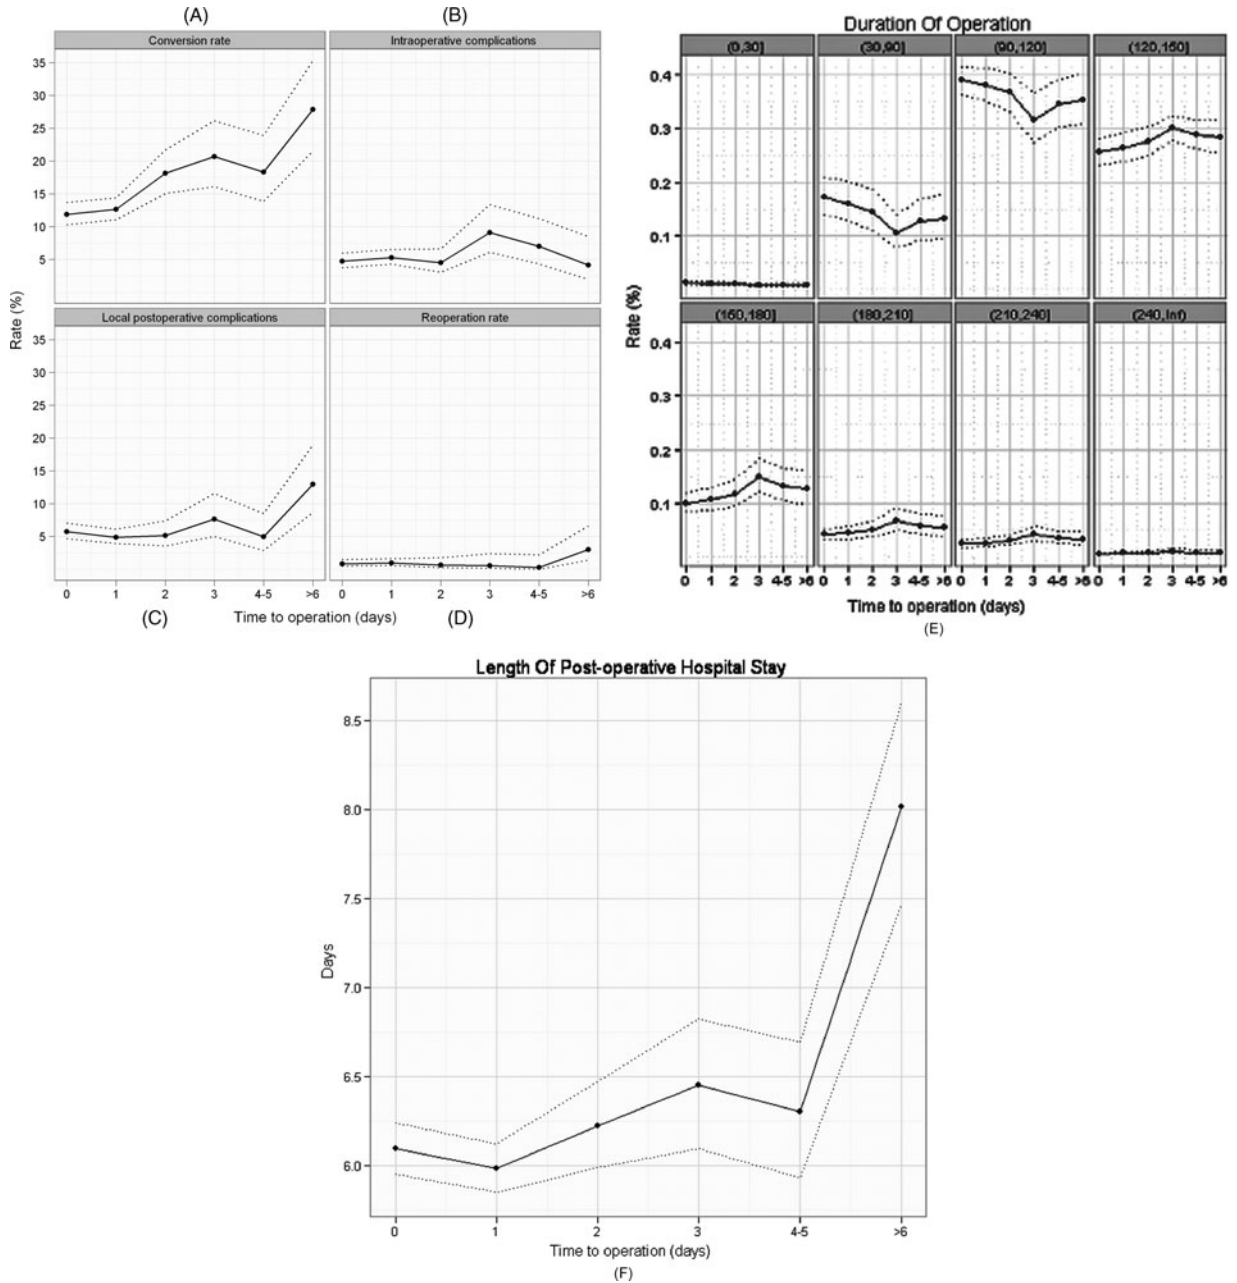 (A)
(B)
Conversion rate
Intraoperative complications
35
30
25
20
15
10
5
Rate (%)
Local postoperative complications
Reoperation rate
35
30
25
20
15
10
5
0 1 2 3 4-5 >6
0 1 2 3 4-5 >6
(C)
Time to operation (days)
(D)
Duration Of Operation
(0,30] (30,90] (90,120] (120,150]
0.4
0.3
0.2
0.1
Rate (%)
(150,180] (180,210] (210,240] (240,Inf)
0.4
0.3
0.2
0.1
0 1 2 3 4-5 >6
0 1 2 3 4-5 >6
0 1 2 3 4-5 >6
0 1 2 3 4-5 >6
Time to operation (days)
(E)
Length Of Post-operative Hospital Stay
8.5
8.0
7.5
7.0
6.5
6.0
Days
0 1 2 3 4-5 >6
Time to operation (days)
(F)